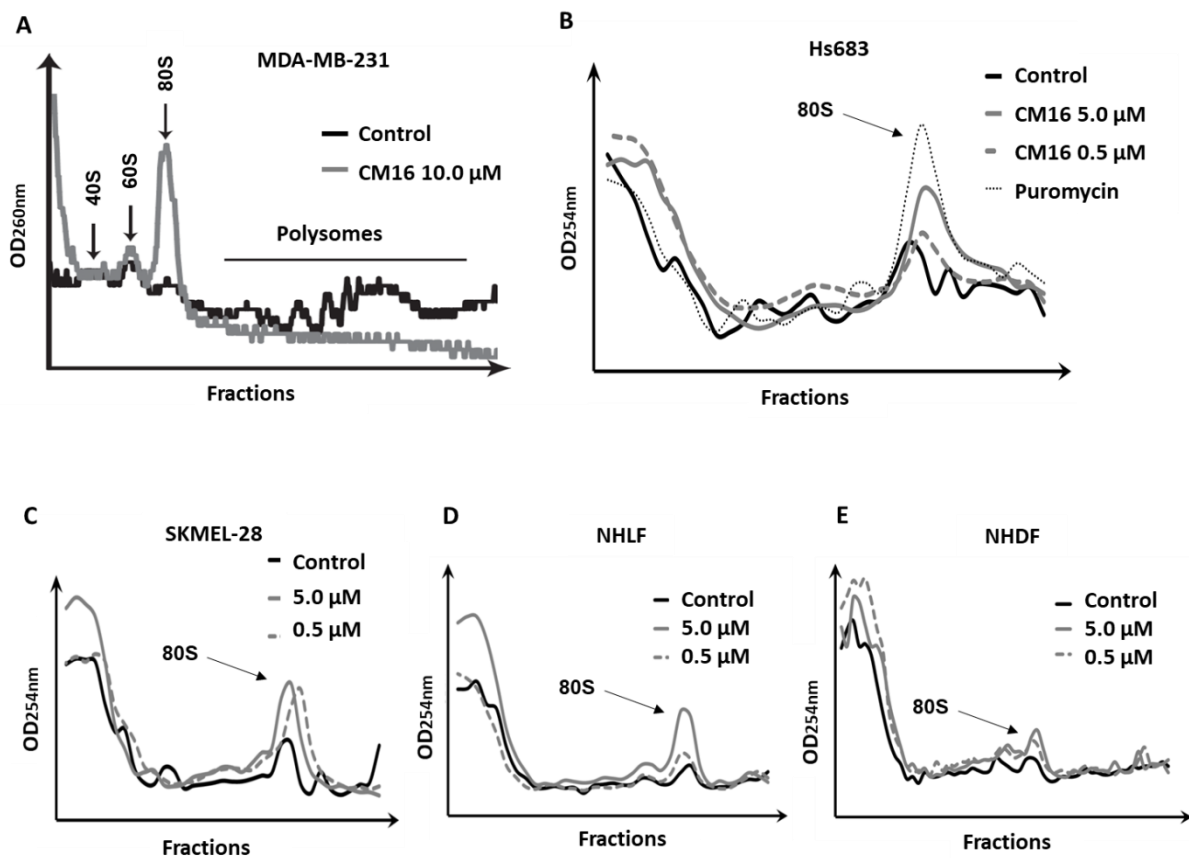 A
MDA-MB-231
40S
60S
80S
Control
CM16 10.0 µM
Polysomes
OD260nm
Fractions
B
Hs683
80S
Control
CM16 5.0 µM
CM16 0.5 µM
Puromycin
OD254nm
Fractions
C
SKMEL-28
Control
5.0 µM
0.5 µM
80S
OD254nm
Fractions
D
NHLF
Control
5.0 µM
0.5 µM
80S
OD254nm
Fractions
E
NHDF
Control
5.0 µM
0.5 µM
80S
OD254nm
Fractions